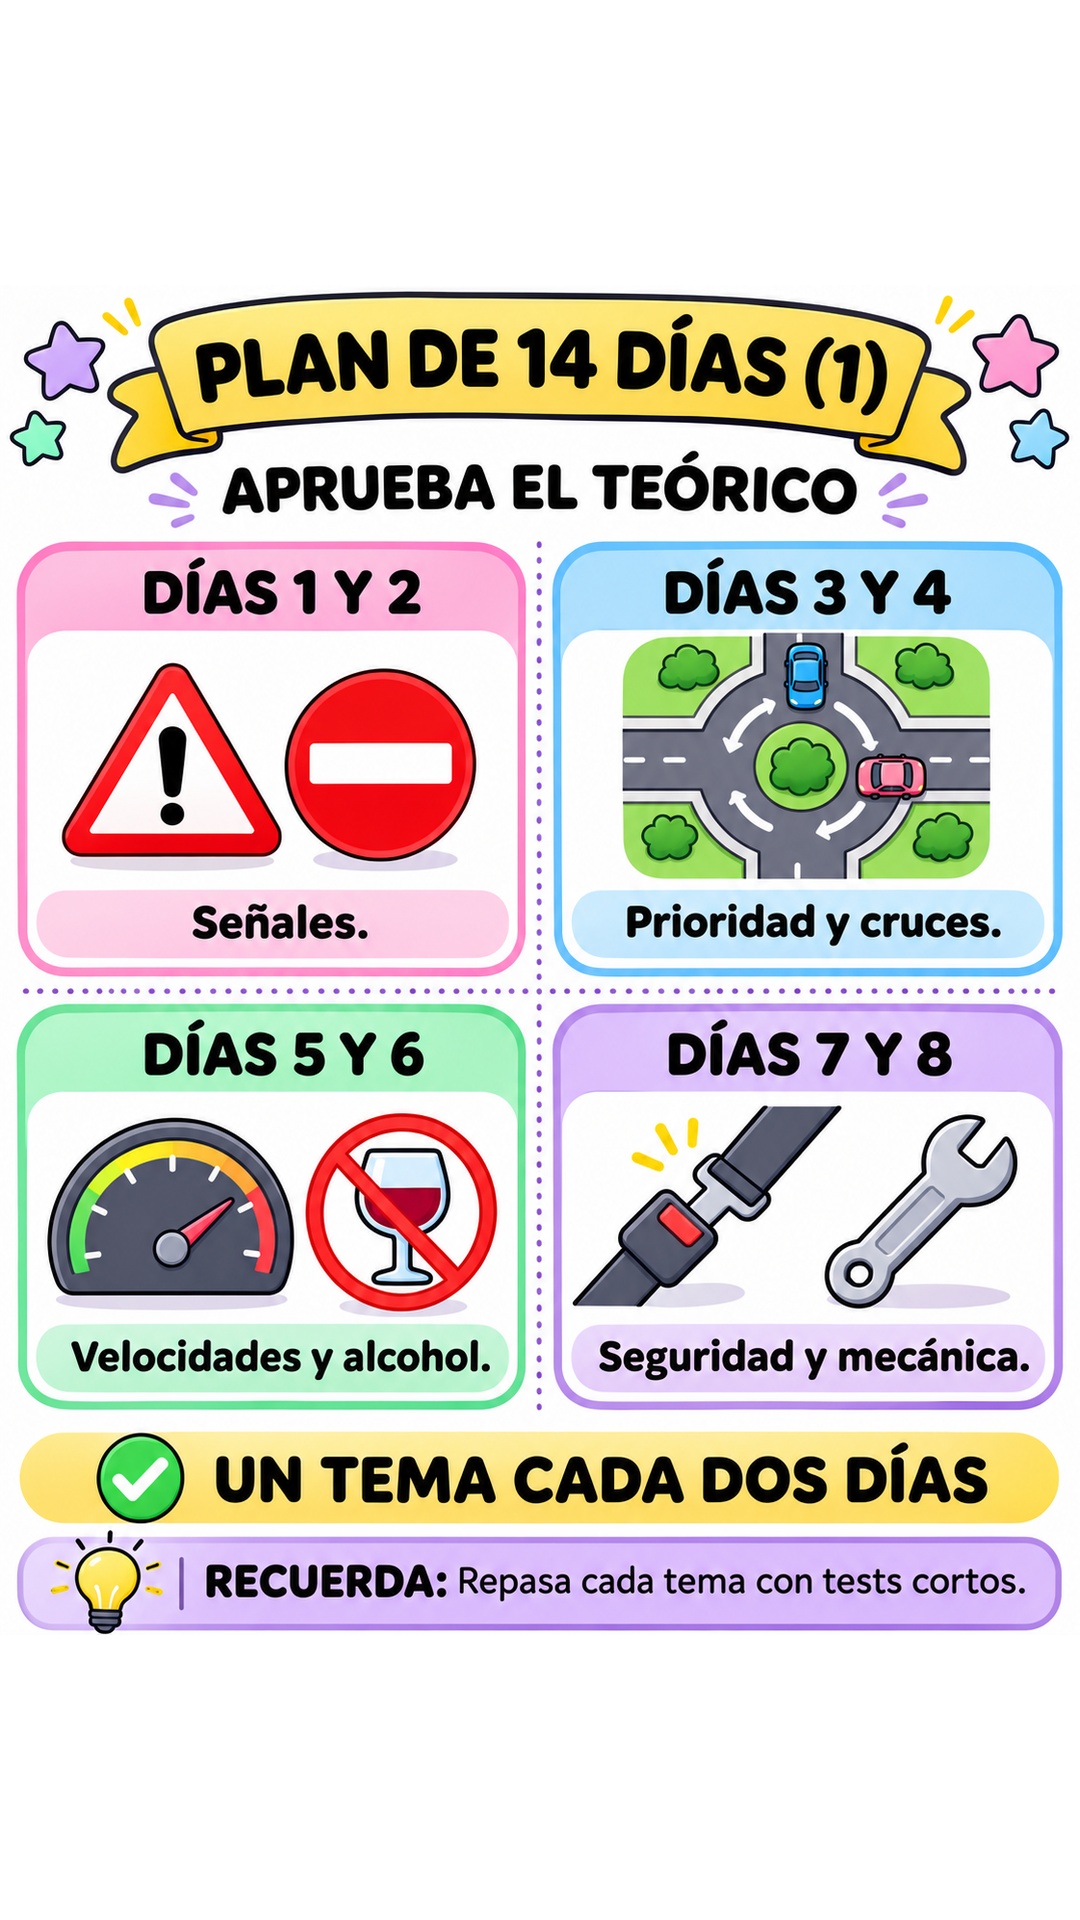 PLAN DE 14 DÍAS (1)
APRUEBA EL TEÓRICO
DÍAS 1 Y 2
Señales.
DÍAS 3 Y 4
Prioridad y cruces.
DÍAS 5 Y 6
Velocidades y alcohol.
DÍAS 7 Y 8
Seguridad y mecánica.
UN TEMA CADA DOS DÍAS
RECUERDA: Repasa cada tema con tests cortos.